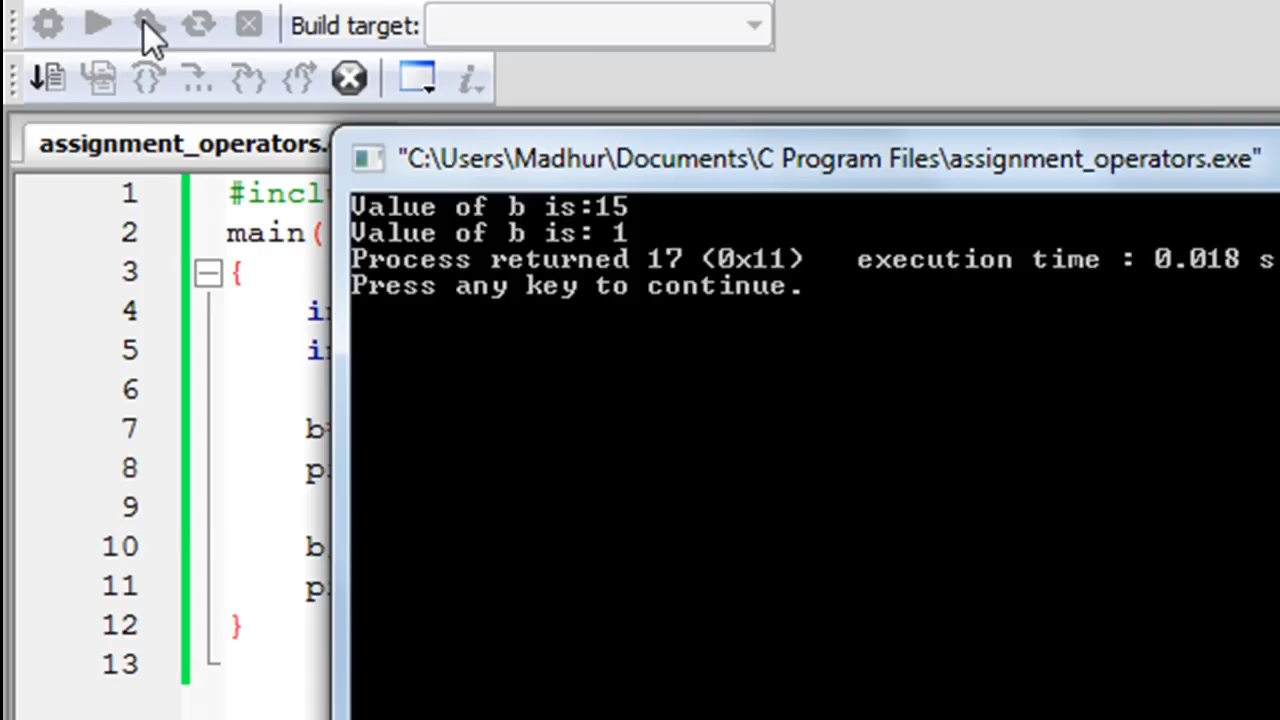 Build target:
assignment_operators.
"C:\Users\Madhur\Documents\C Program Files\assignment_operators.exe"
1 #incl
2 main(
3 {
4 in
5 in
6
7 b
8 p
9
10 b
11 p
12 }
13
Value of b is:15
Value of b is: 1
Process returned 17 (0x11) execution time : 0.018 s
Press any key to continue.